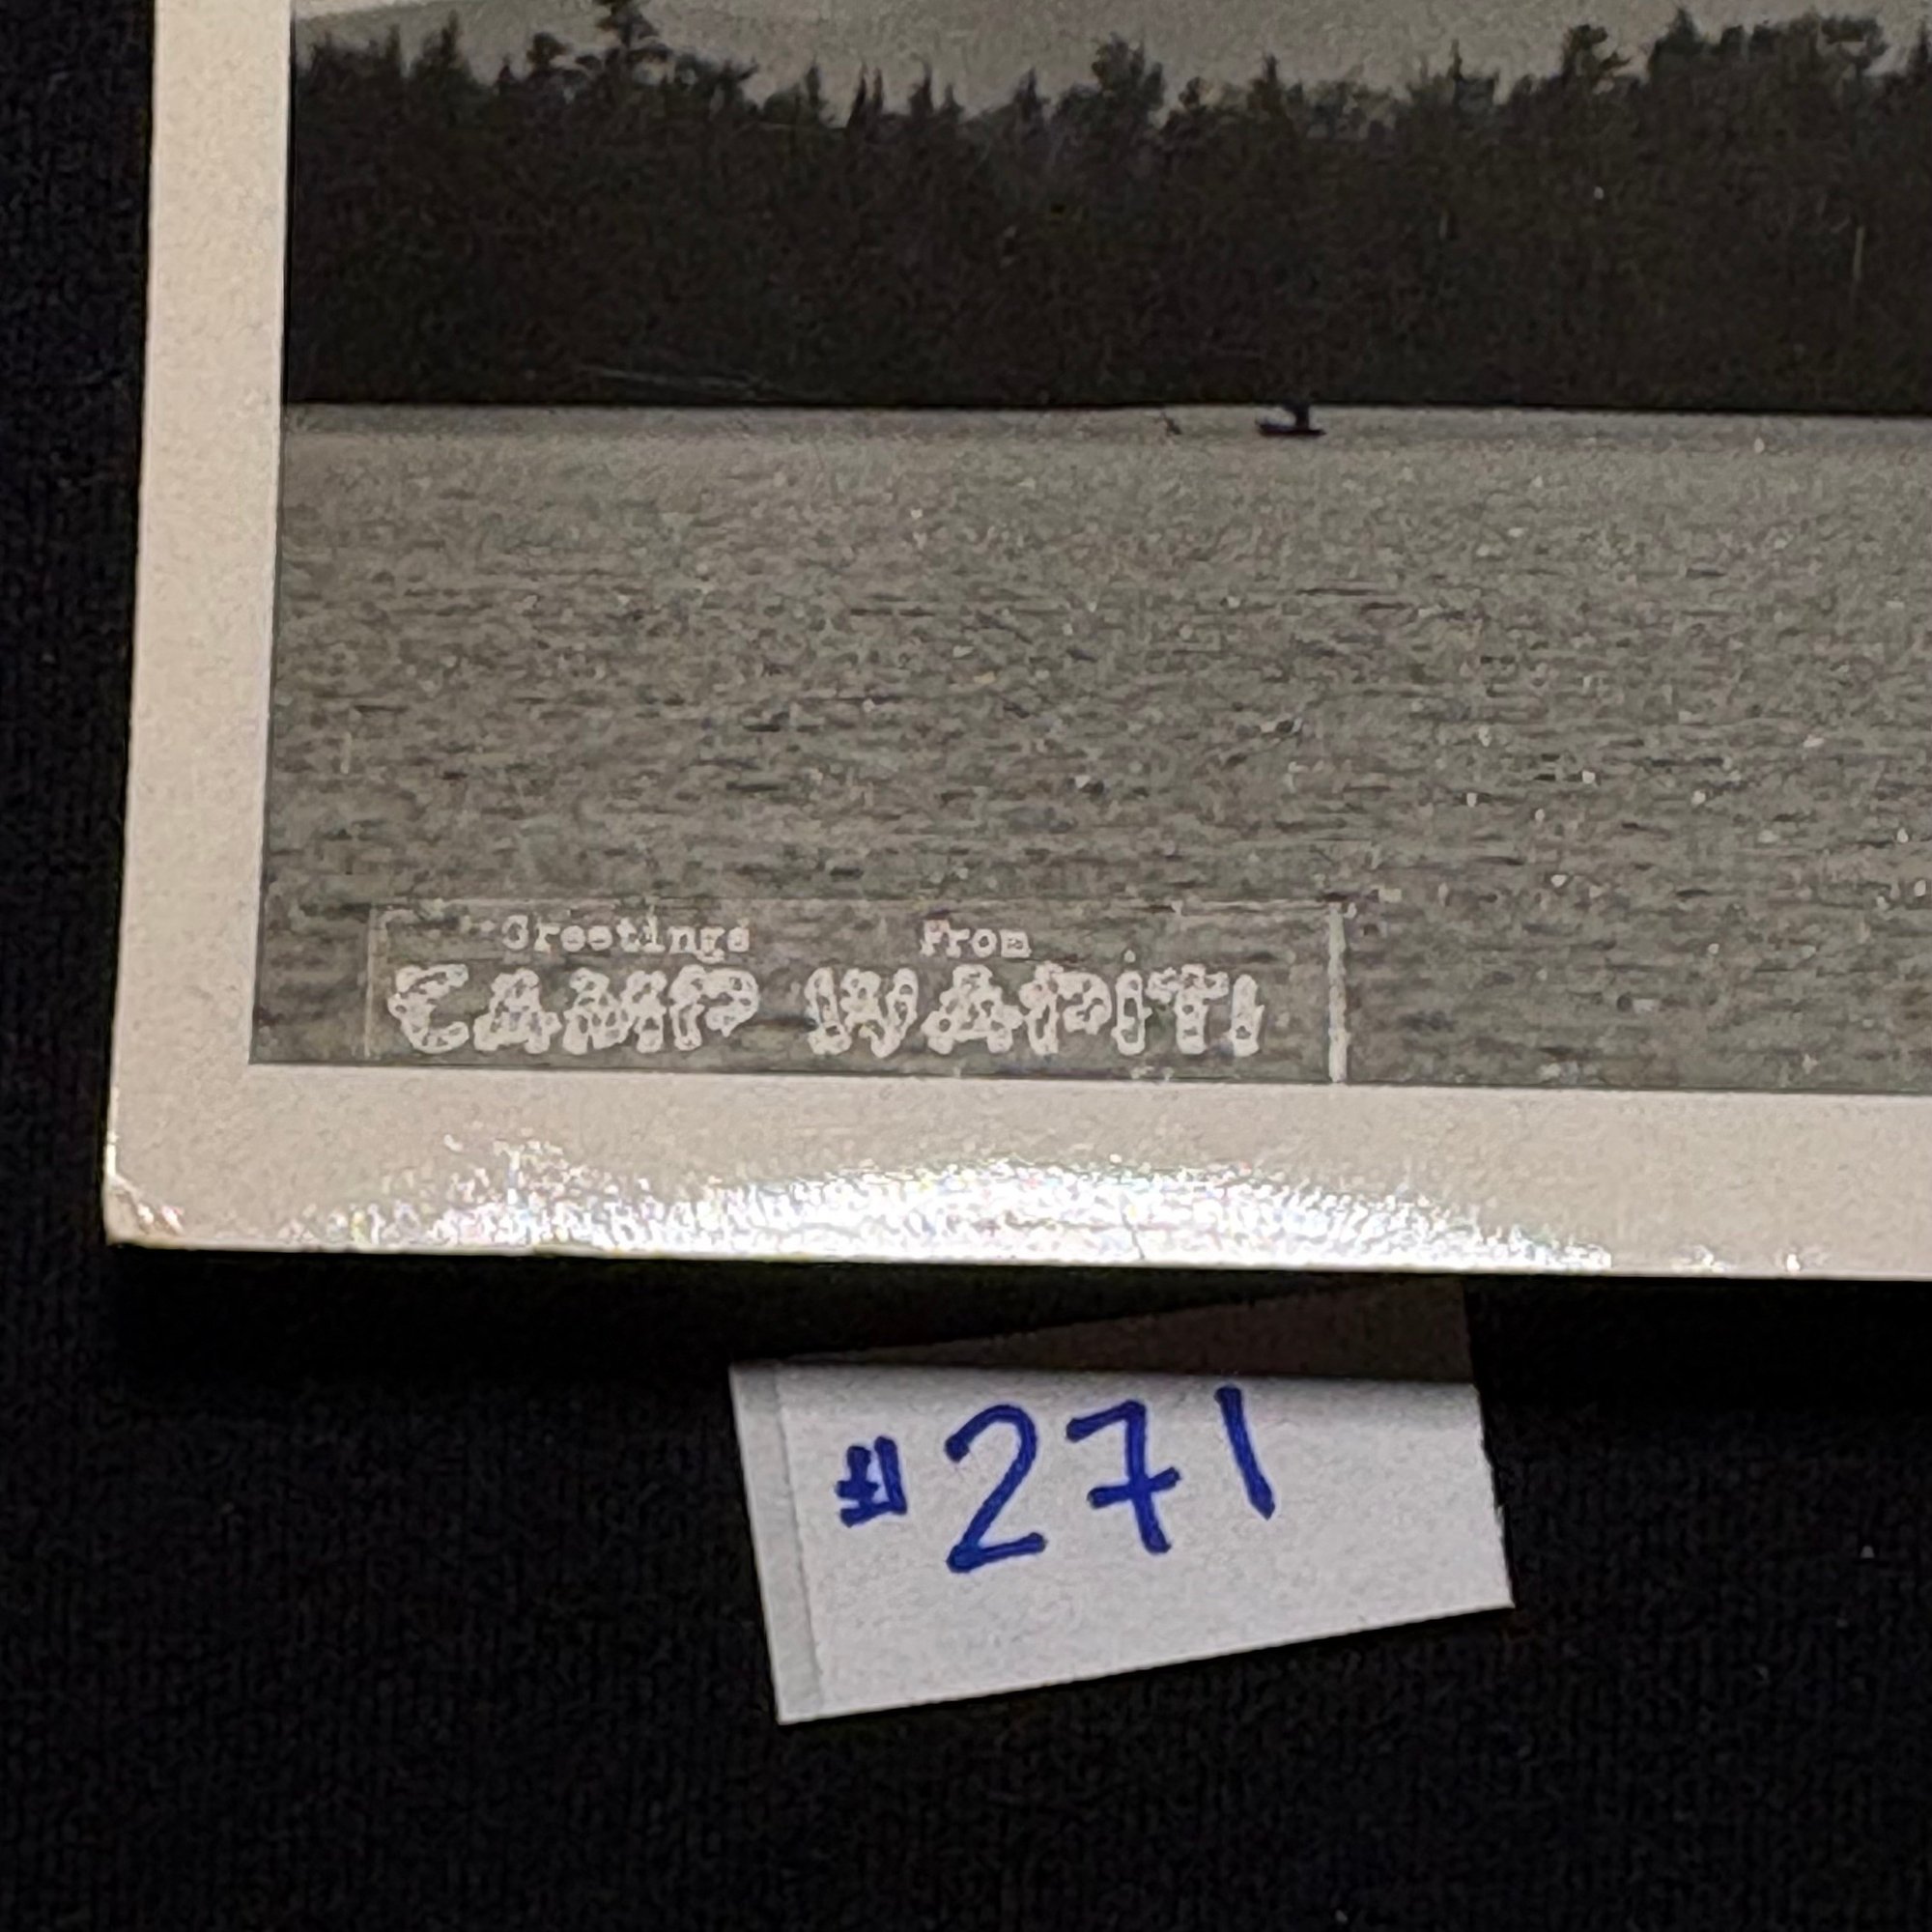 Greetings From
CAMP WAPITI
#271